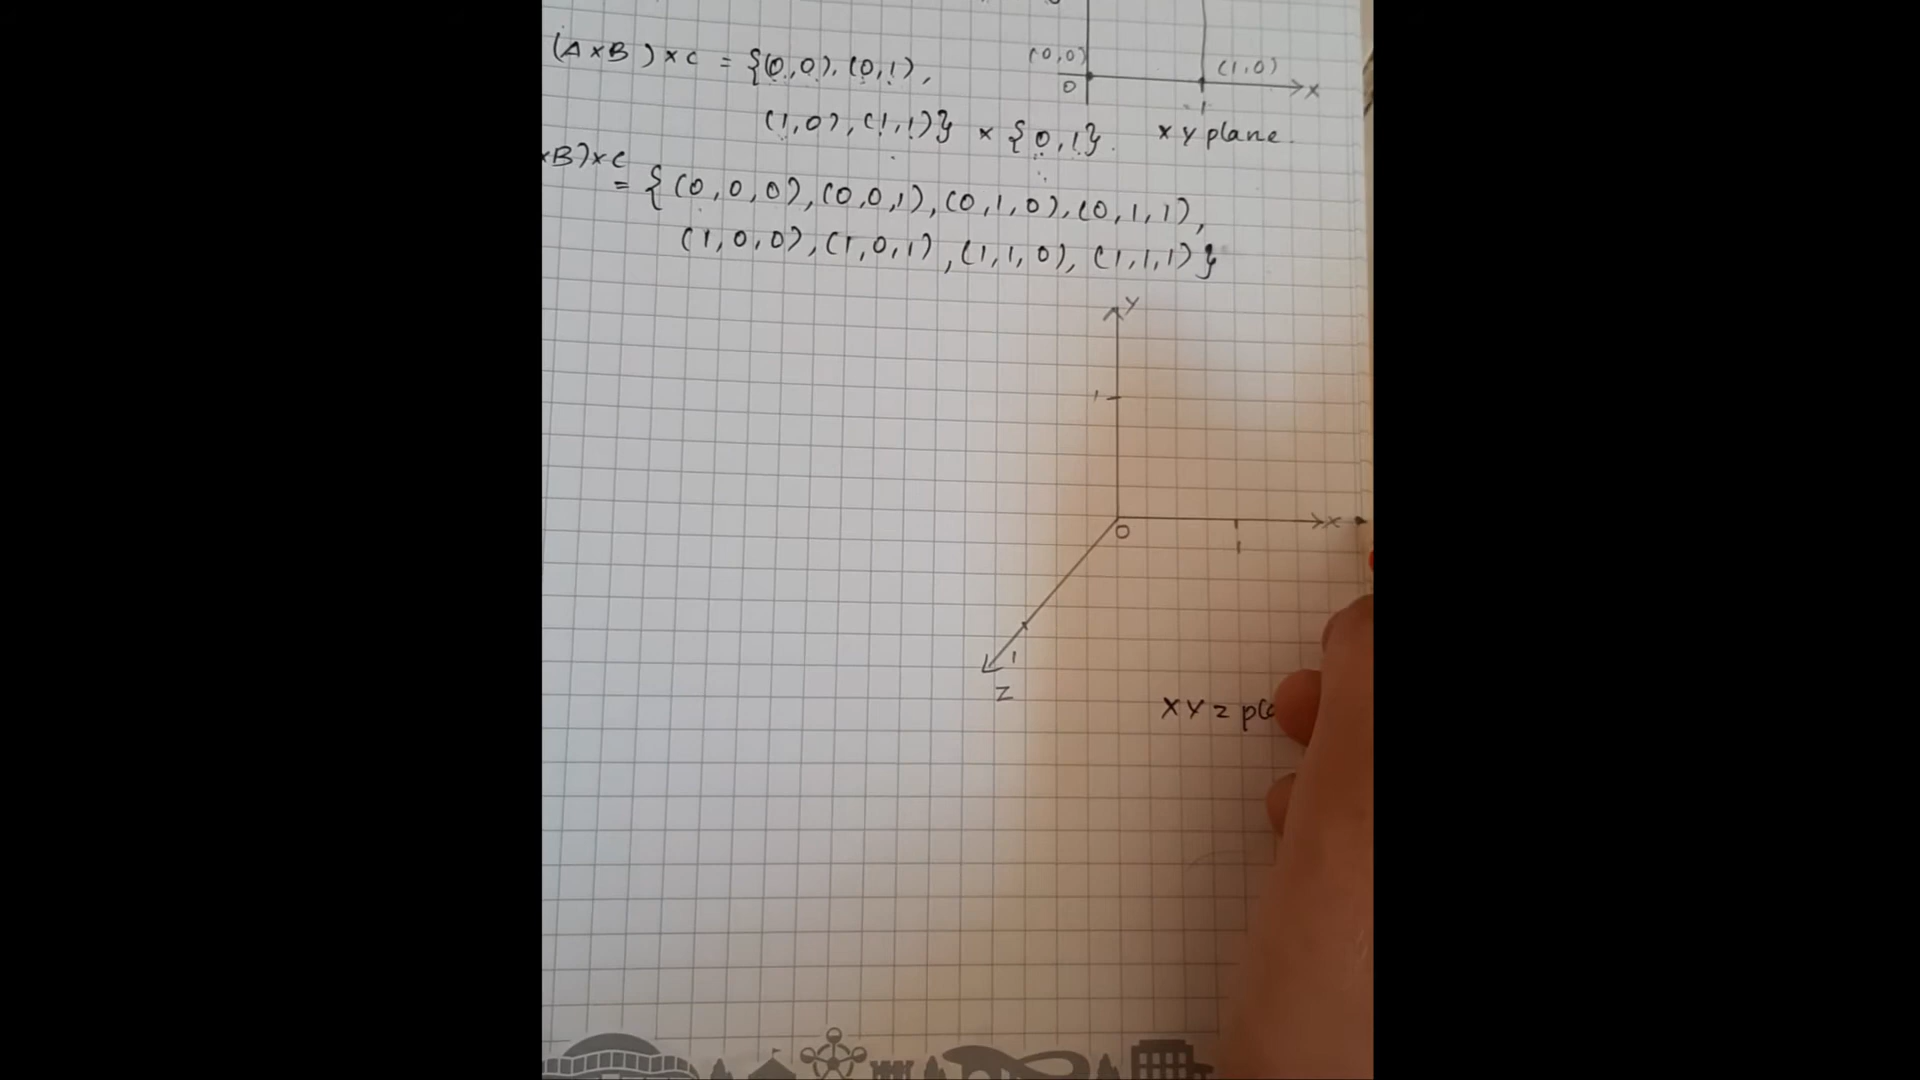 (0,0)
(A×B)×C = {(0,0), (0,1),
(1,0)
0
X
1
(1,0), (1,1)} × {0,1}.
xy plane.
×B)×C
= {(0,0,0), (0,0,1), (0,1,0), (0,1,1),
(1,0,0), (1,0,1), (1,1,0), (1,1,1)}
Y
1
X
0
1
1
Z
XYZ